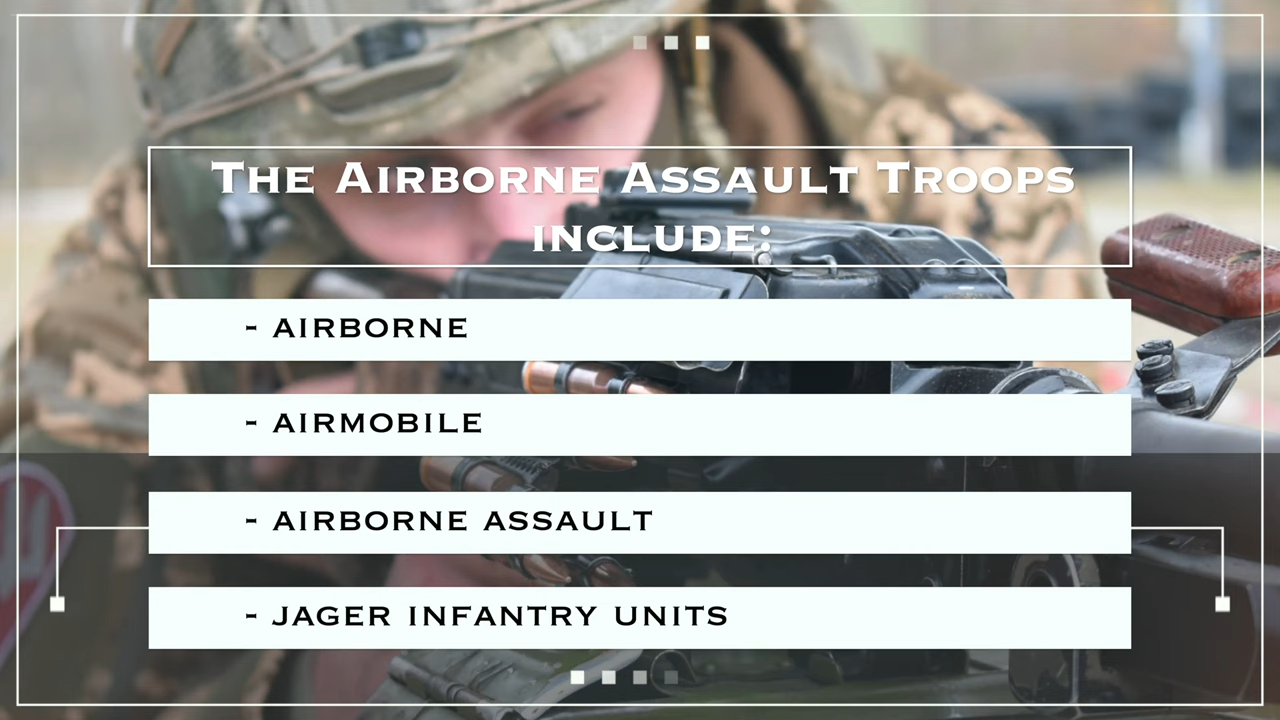 The Airborne Assault Troops
include:
- AIRBORNE
- AIRMOBILE
- AIRBORNE ASSAULT
- JAGER INFANTRY UNITS